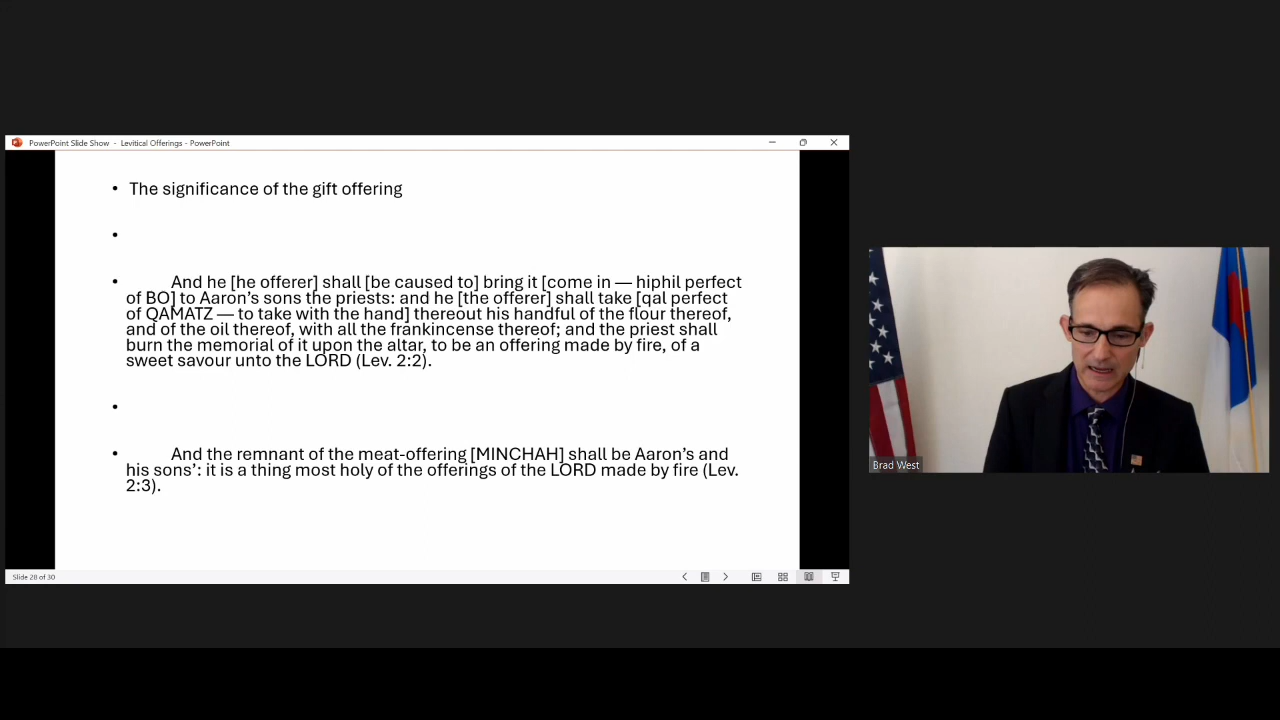 PowerPoint Slide Show - Levitical Offerings - PowerPoint
• The significance of the gift offering
•
• And he [he offerer] shall [be caused to] bring it [come in — hiphil perfect
of BO] to Aaron’s sons the priests: and he [the offerer] shall take [qal perfect
of QAMATZ — to take with the hand] thereout his handful of the flour thereof,
and of the oil thereof, with all the frankincense thereof; and the priest shall
burn the memorial of it upon the altar, to be an offering made by fire, of a
sweet savour unto the LORD (Lev. 2:2).
•
• And the remnant of the meat-offering [MINCHAH] shall be Aaron’s and
his sons’: it is a thing most holy of the offerings of the LORD made by fire (Lev.
2:3).
Slide 28 of 30
Brad West